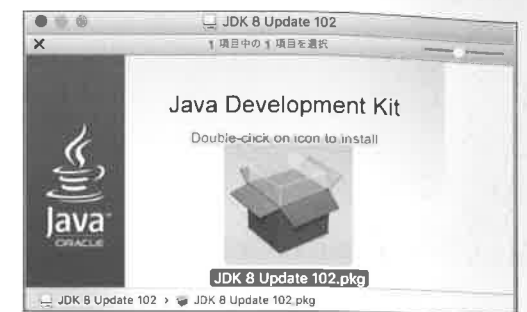 JDK 8 Update 102
1 項目中の 1 項目を選択
Java Development Kit
Double-click on icon to install
Java
ORACLE
JDK 8 Update 102.pkg
JDK 8 Update 102 › JDK 8 Update 102.pkg